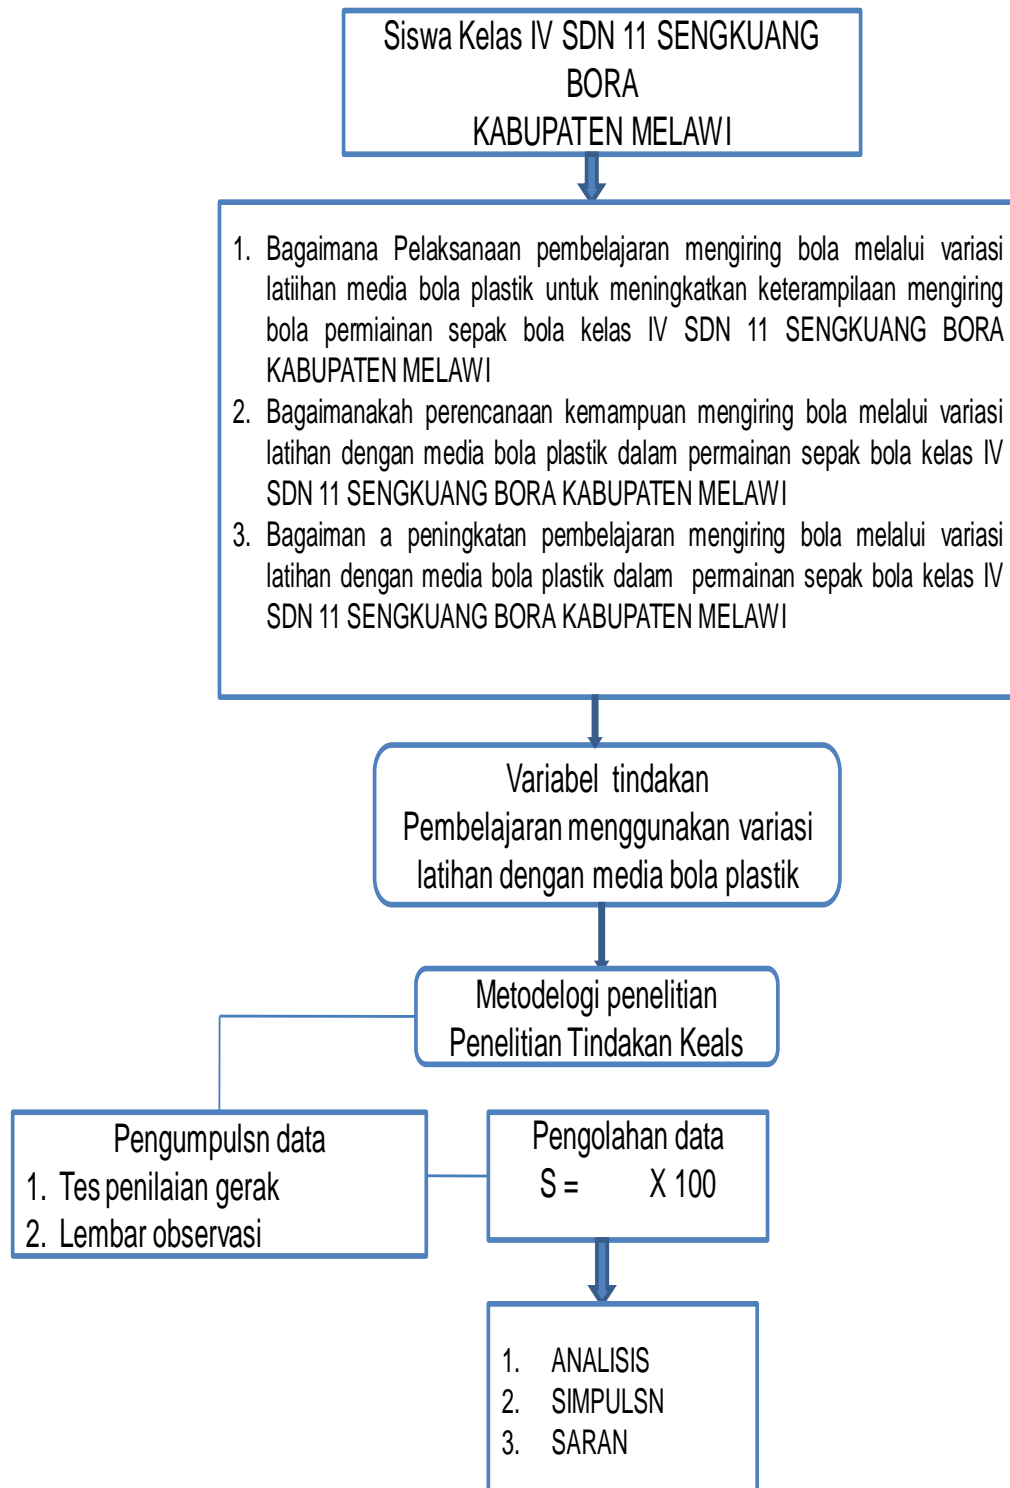 Siswa Kelas IV SDN 11 SENGKUANG
BORA
KABUPATEN MELAWI
1. Bagaimana Pelaksanaan pembelajaran mengiring bola melalui variasi
latiihan media bola plastik untuk meningkatkan keterampilaan mengiring
bola permiainan sepak bola kelas IV SDN 11 SENGKUANG BORA
KABUPATEN MELAWI
2. Bagaimanakah perencanaan kemampuan mengiring bola melalui variasi
latihan dengan media bola plastik dalam permainan sepak bola kelas IV
SDN 11 SENGKUANG BORA KABUPATEN MELAWI
3. Bagaiman a peningkatan pembelajaran mengiring bola melalui variasi
latihan dengan media bola plastik dalam permainan sepak bola kelas IV
SDN 11 SENGKUANG BORA KABUPATEN MELAWI
Variabel tindakan
Pembelajaran menggunakan variasi
latihan dengan media bola plastik
Metodelogi penelitian
Penelitian Tindakan Keals
Pengumpulsn data
1. Tes penilaian gerak
2. Lembar observasi
Pengolahan data
S = X 100
1. ANALISIS
2. SIMPULSN
3. SARAN